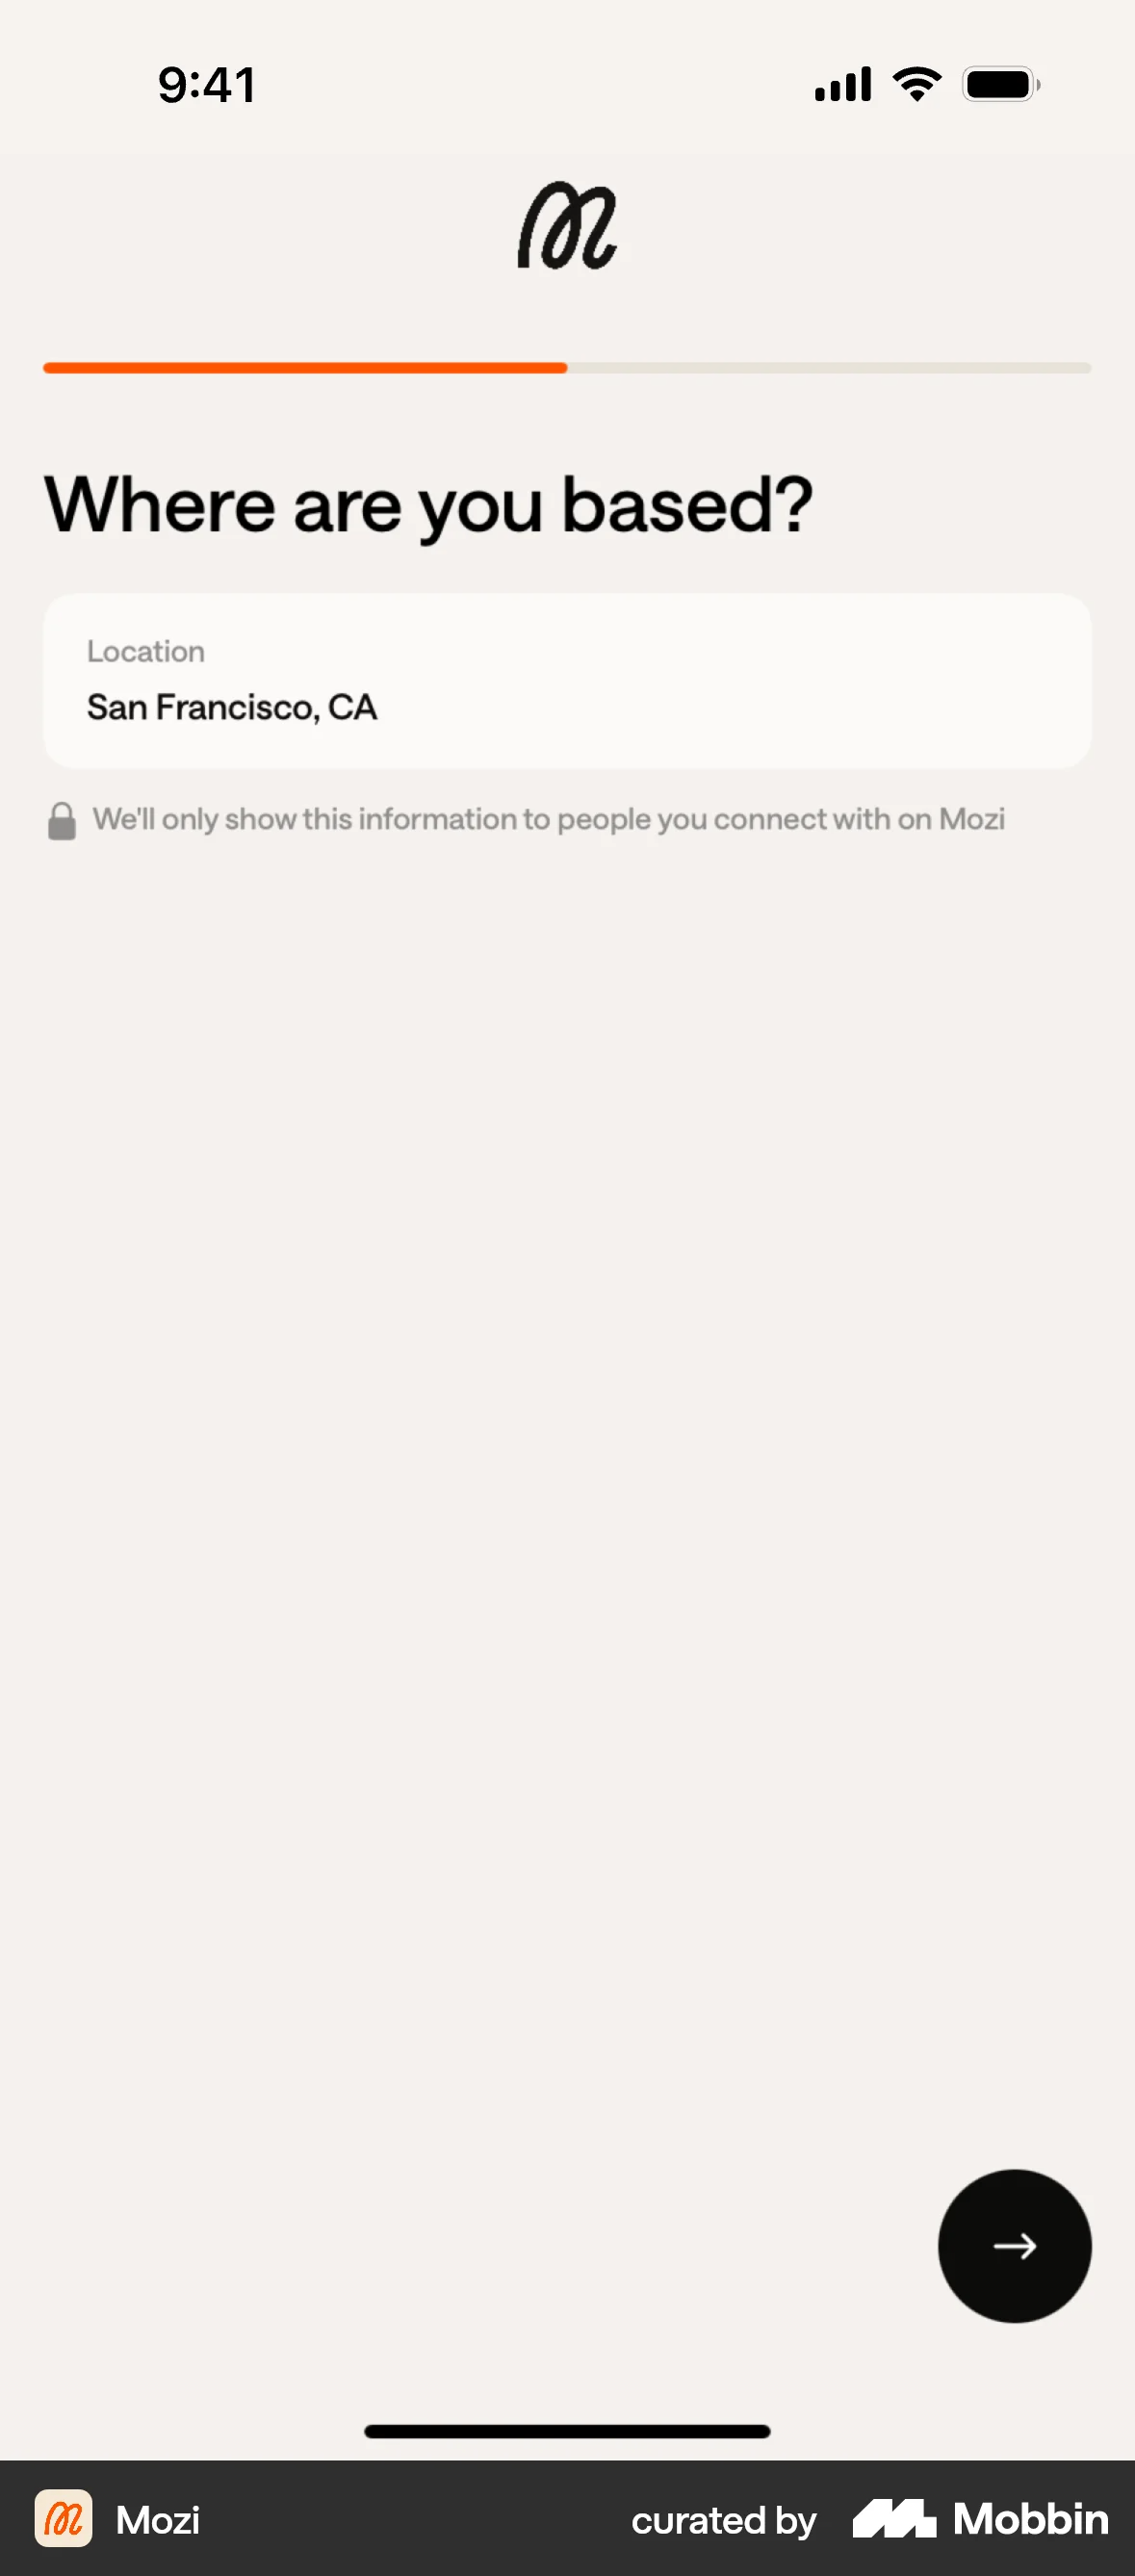 9:41
Where are you based?
Location
San Francisco, CA
We'll only show this information to people you connect with on Mozi
Mozi
curated by Mobbin